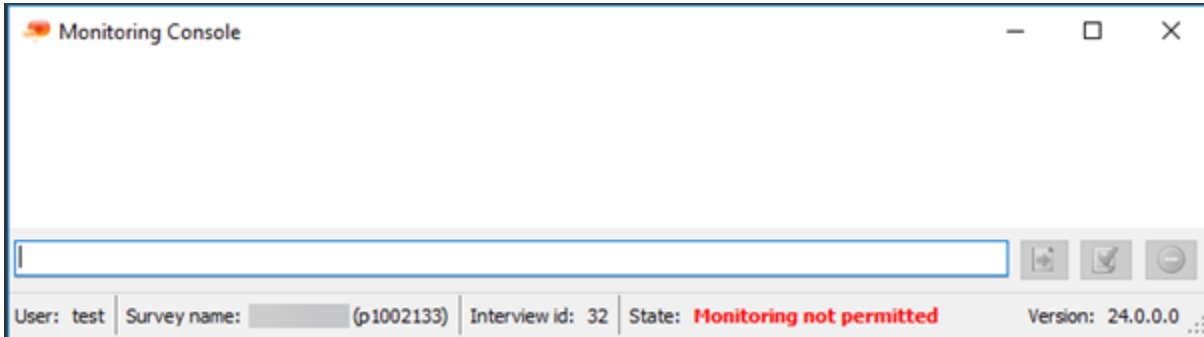 Monitoring Console
User: test Survey name: (p1002133) Interview id: 32 State: Monitoring not permitted Version: 24.0.0.0